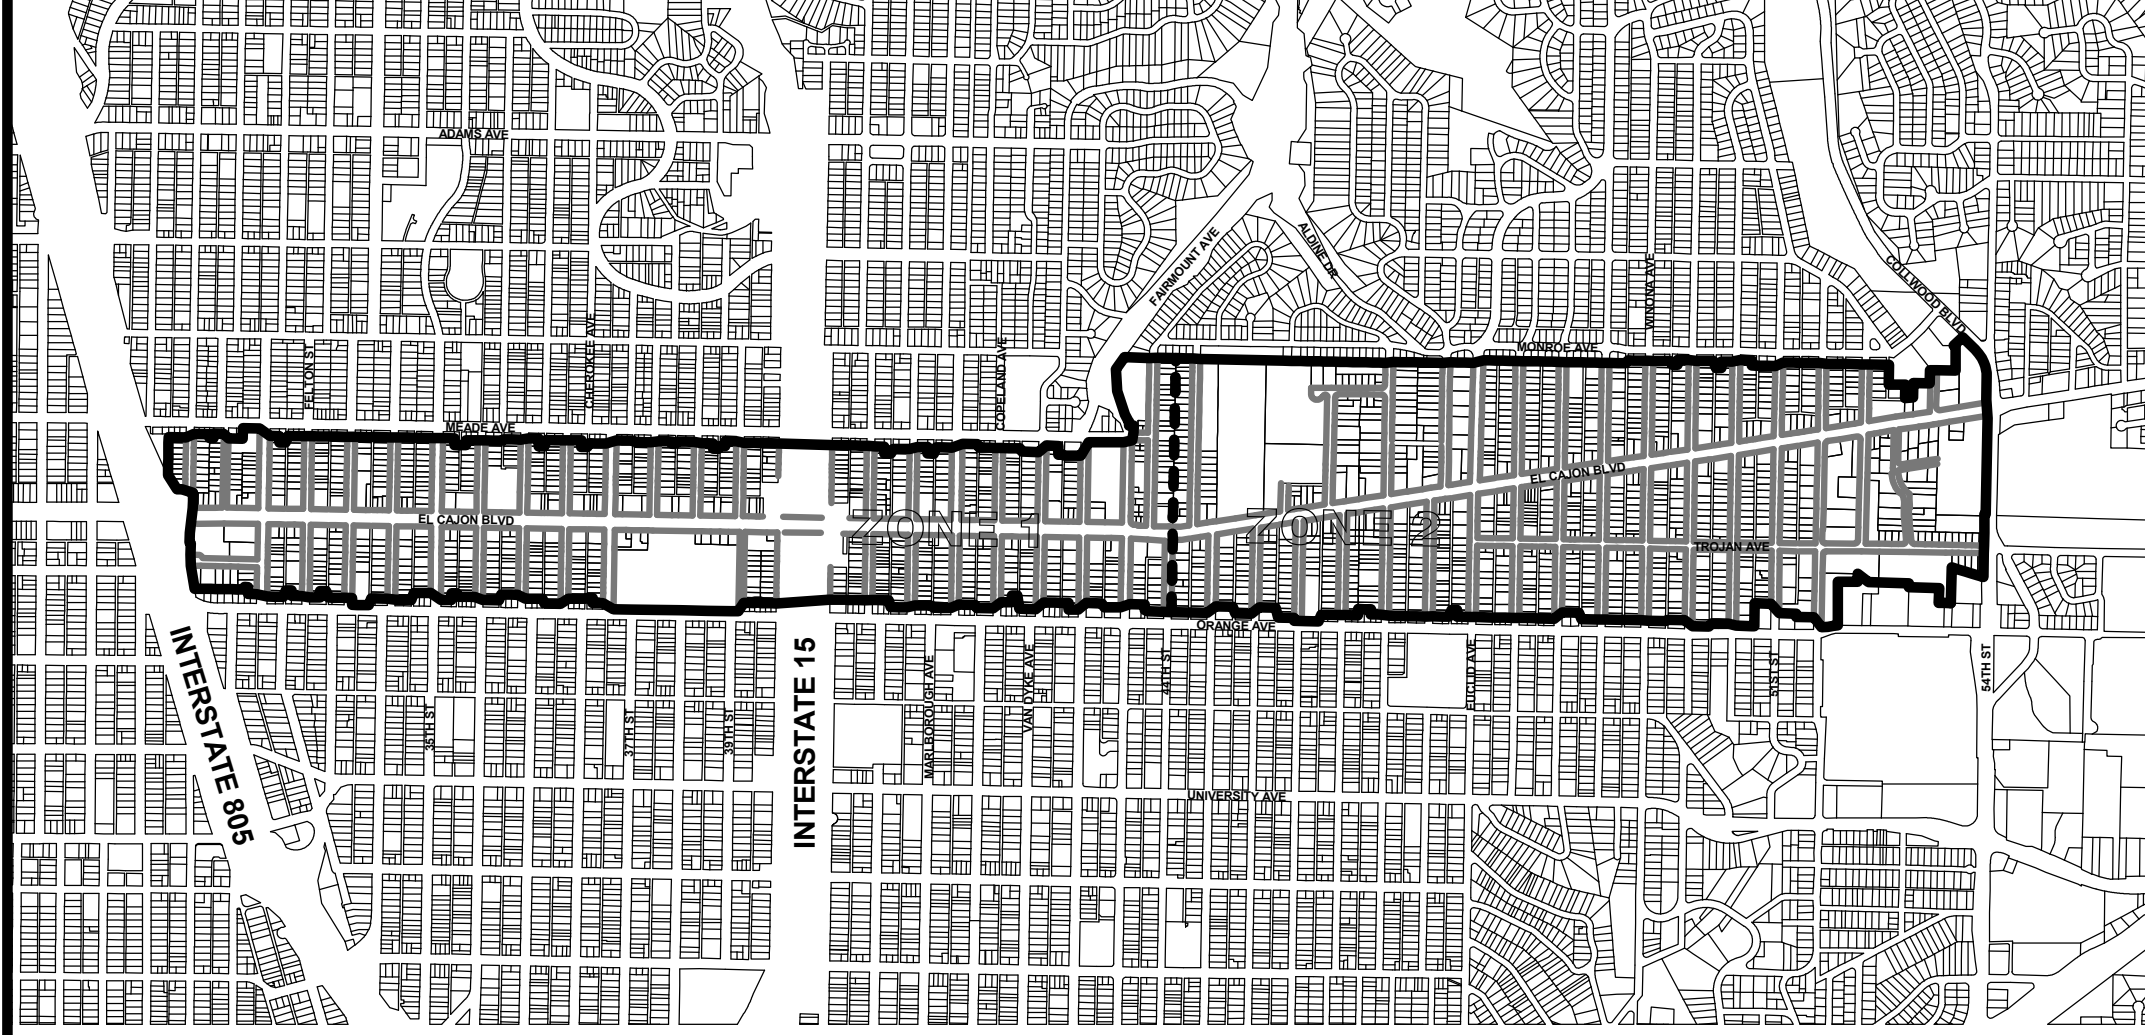 ADAMS AVE
FAIRMOUNT AVE
ALDINE DR
COLLWOOD BLVD
WINONA AVE
FELTON ST
CHEROKEE AVE
COPELAND AVE
MONROE AVE
MEADE AVE
EL CAJON BLVD
EL CAJON BLVD
ZONE 1
ZONE 2
TROJAN AVE
ORANGE AVE
INTERSTATE 805
INTERSTATE 15
35TH ST
37TH ST
39TH ST
MARLBOROUGH AVE
VAN DYKE AVE
44TH ST
EUCLID AVE
51ST ST
54TH ST
UNIVERSITY AVE